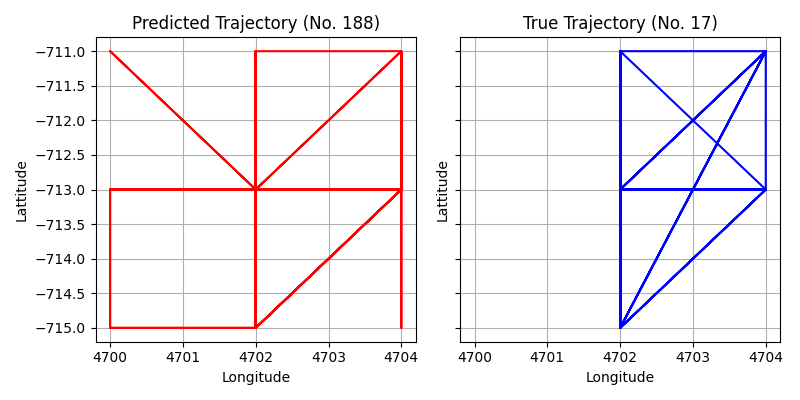 Predicted Trajectory (No. 188)
True Trajectory (No. 17)
−711.0
−711.5
−712.0
−712.5
−713.0
−713.5
−714.0
−714.5
−715.0
Lattitude
Lattitude
4700 4701 4702 4703 4704
4700 4701 4702 4703 4704
Longitude
Longitude